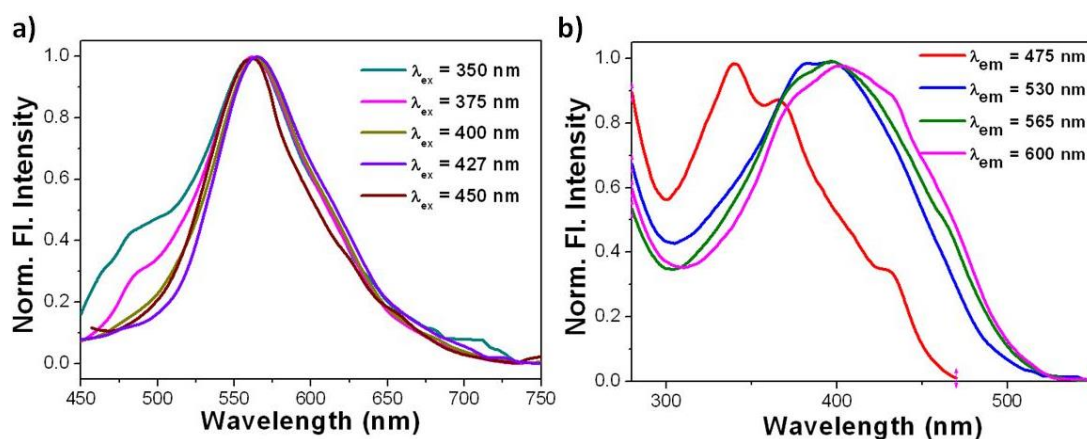 a)
Norm. Fl. Intensity
1.0
0.8
0.6
0.4
0.2
0.0
λex = 350 nm
λex = 375 nm
λex = 400 nm
λex = 427 nm
λex = 450 nm
450 500 550 600 650 700 750
Wavelength (nm)
b)
Norm. Fl. Intensity
1.0
0.8
0.6
0.4
0.2
0.0
λem = 475 nm
λem = 530 nm
λem = 565 nm
λem = 600 nm
300 400 500
Wavelength (nm)